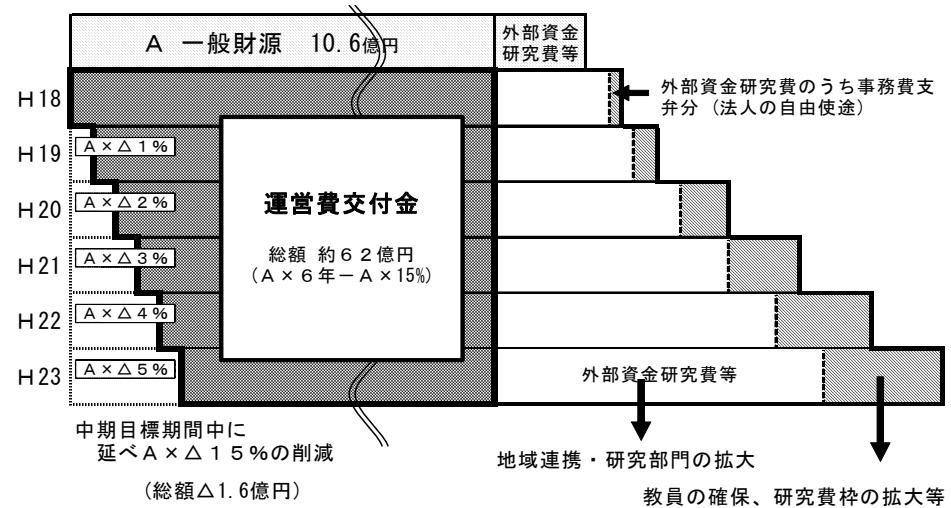 A 一般財源 10.6億円
外部資金
研究費等
H18
外部資金研究費のうち事務費支
弁分（法人の自由使途）
H19
A×△1%
H20
A×△2%
H21
A×△3%
H22
A×△4%
H23
A×△5%
運営費交付金
総額 約６２億円
（A×６年－A×15%）
外部資金研究費等
中期目標期間中に
延べA×△１５%の削減
（総額△1.6億円）
地域連携・研究部門の拡大
教員の確保、研究費枠の拡大等